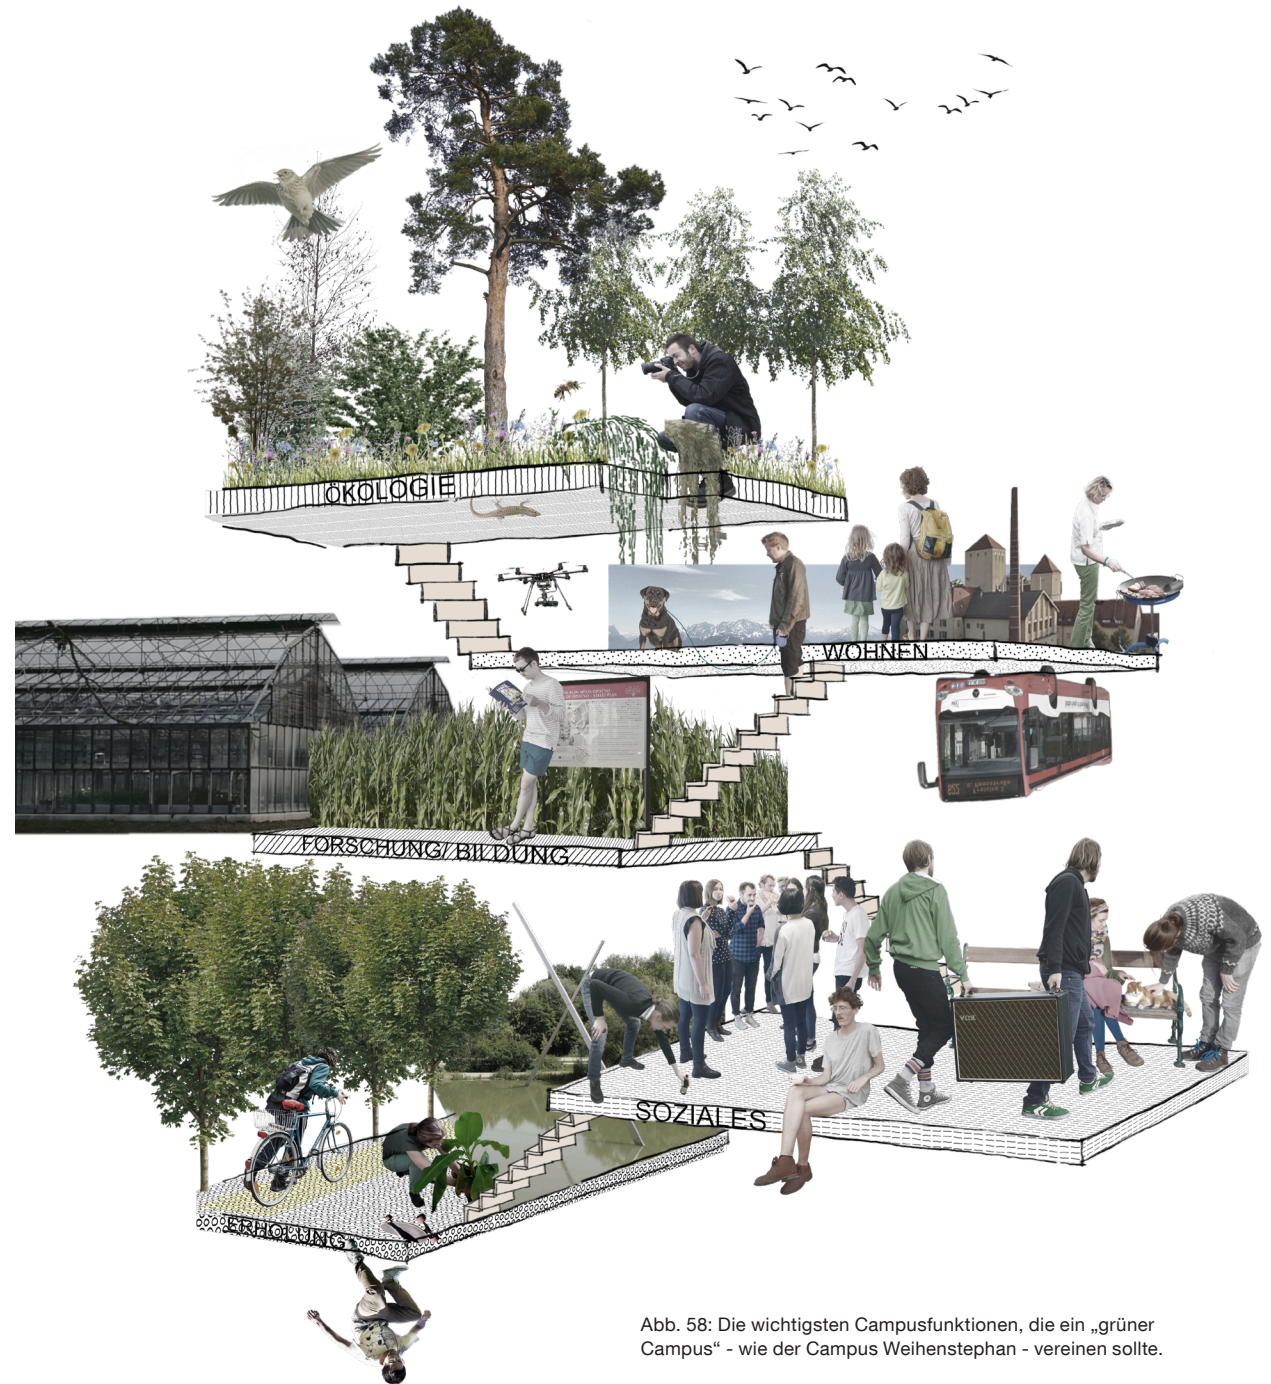 ÖKOLOGIE
WOHNEN
FORSCHUNG/ BILDUNG
VOX
SOZIALES
ERHOLUNG
Abb. 58: Die wichtigsten Campusfunktionen, die ein „grüner
Campus“ - wie der Campus Weihenstephan - vereinen sollte.